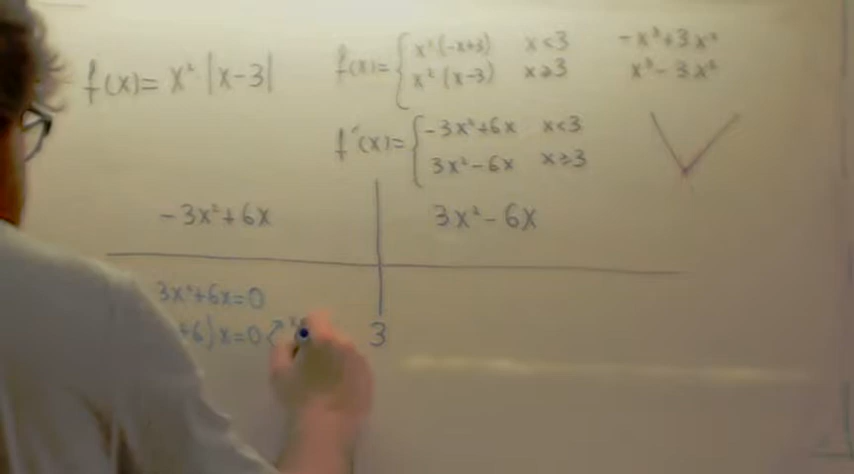 f(x)= x² |x-3|
f(x)= { x²(-x+3) x<3 -x³+3x²
x²(x-3) x≥3 x³-3x²
f'(x)= { -3x²+6x x<3
3x²-6x x≥3
-3x²+6x 3x²-6x
3x²+6x=0
+6)x=0
3